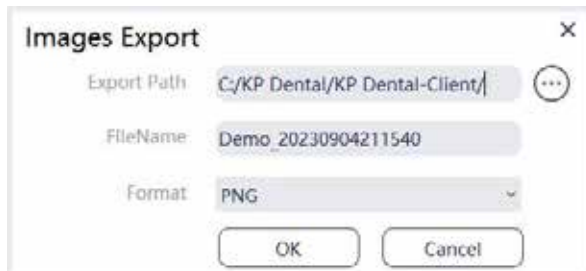 Images Export
Export Path C:/KP Dental/KP Dental-Client/
FileName Demo_20230904211540
Format PNG
OK Cancel